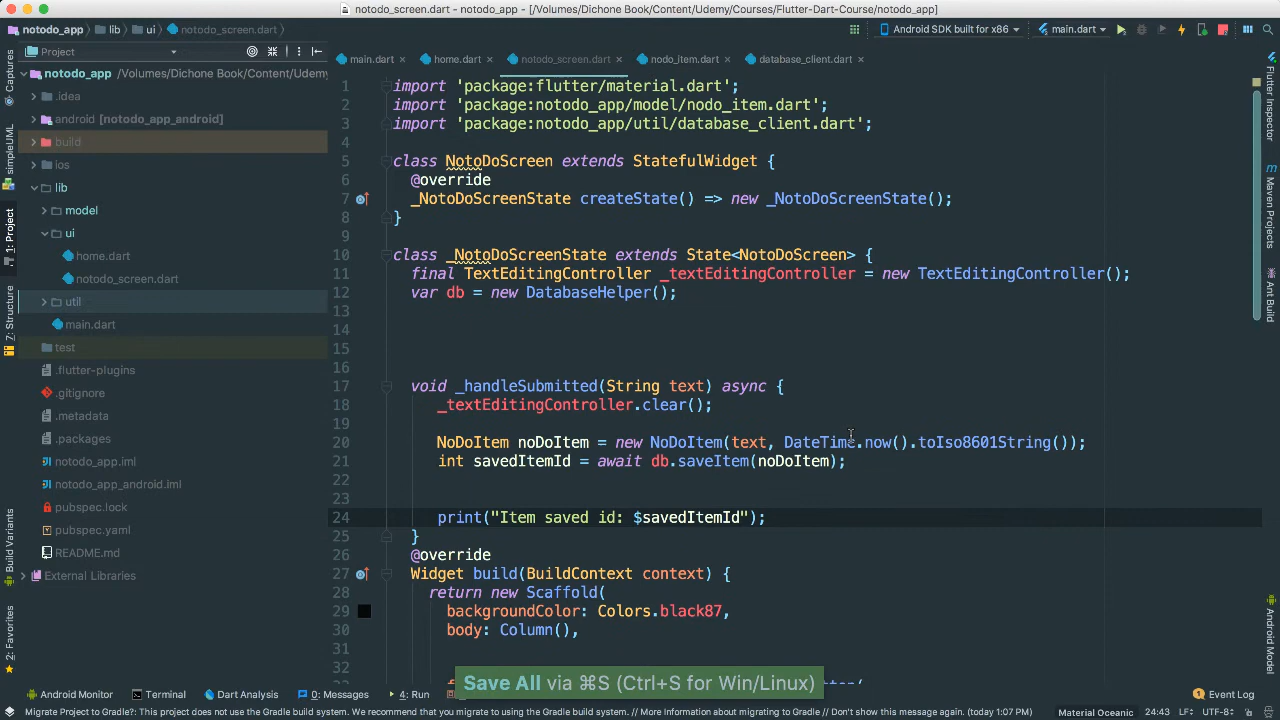 notodo_screen.dart - notodo_app - [/Volumes/Dichone Book/Content/Udemy/Courses/Flutter-Dart-Course/notodo_app]
notodo_app lib ui notodo_screen.dart Android SDK built for x86 main.dart
Project main.dart home.dart notodo_screen.dart nodo_item.dart database_client.dart
notodo_app /Volumes/Dichone Book/Content/Udemy
.idea
android [notodo_app_android]
build
ios
lib
model
ui
home.dart
notodo_screen.dart
util
main.dart
test
.flutter-plugins
.gitignore
.metadata
.packages
notodo_app.iml
notodo_app_android.iml
pubspec.lock
pubspec.yaml
README.md
External Libraries
Captures
simpleUML
1: Project
7: Structure
Build Variants
2: Favorites
1 import 'package:flutter/material.dart';
2 import 'package:notodo_app/model/nodo_item.dart';
3 import 'package:notodo_app/util/database_client.dart';
4
5 class NotoDoScreen extends StatefulWidget {
6 @override
7 _NotoDoScreenState createState() => new _NotoDoScreenState();
8 }
9
10 class _NotoDoScreenState extends State<NotoDoScreen> {
11 final TextEditingController _textEditingController = new TextEditingController();
12 var db = new DatabaseHelper();
13
14
15
16
17 void _handleSubmitted(String text) async {
18 _textEditingController.clear();
19
20 NoDoItem noDoItem = new NoDoItem(text, DateTime.now().toIso8601String());
21 int savedItemId = await db.saveItem(noDoItem);
22
23
24 print("Item saved id: $savedItemId");
25 }
26 @override
27 Widget build(BuildContext context) {
28 return new Scaffold(
29 backgroundColor: Colors.black87,
30 body: Column(),
31
32
Flutter Inspector
Maven Projects
Ant Build
Android Model
Save All via ⌘S (Ctrl+S for Win/Linux)
Android Monitor Terminal Dart Analysis 0: Messages 4: Run Event Log
Migrate Project to Gradle?: This project does not use the Gradle build system. We recommend that you migrate to using the Gradle build system. // More information about migrating to Gradle // Don't show this message again. (today 1:07 PM) Material Oceanic 24:43 LF÷ UTF-8÷